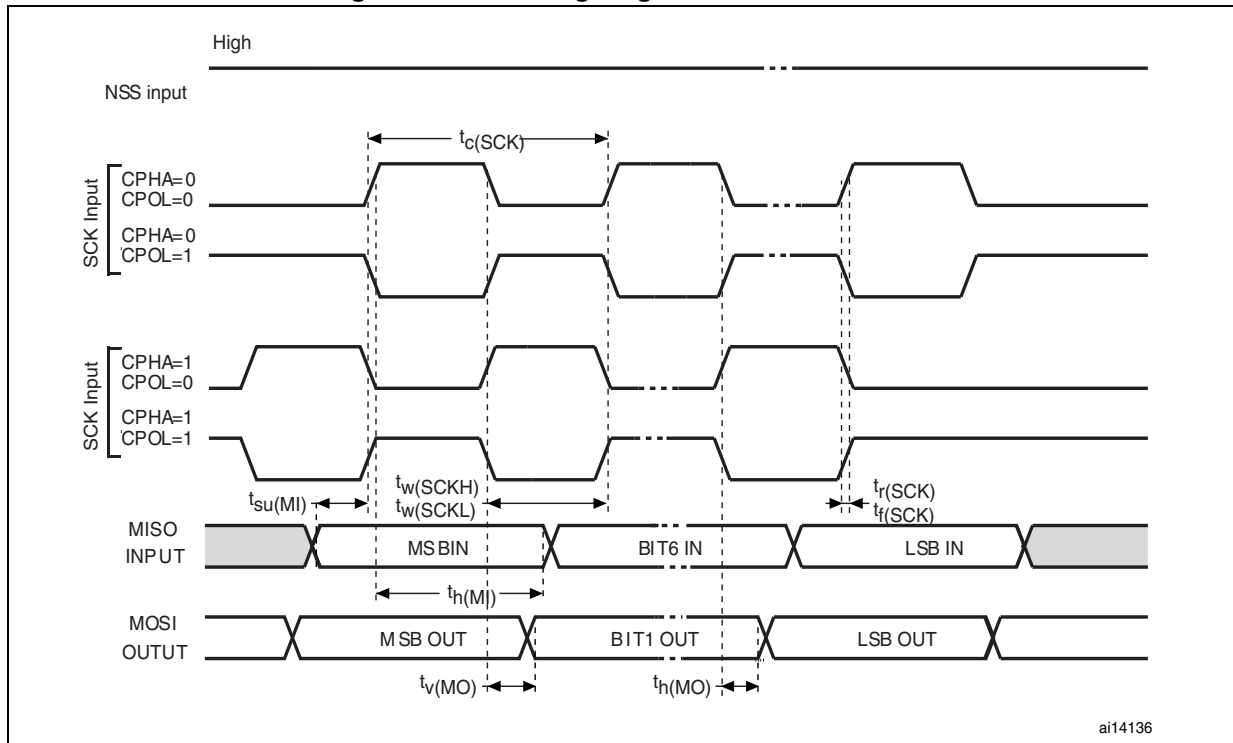 High
NSS input
tc(SCK)
SCK Input
CPHA=0
CPOL=0
CPHA=0
CPOL=1
SCK Input
CPHA=1
CPOL=0
CPHA=1
CPOL=1
tsu(MI)
tw(SCKH)
tw(SCKL)
tr(SCK)
tf(SCK)
MISO
INPUT
MSBIN
BIT6 IN
LSB IN
th(MI)
MOSI
OUTUT
MSB OUT
BIT1 OUT
LSB OUT
tv(MO)
th(MO)
ai14136